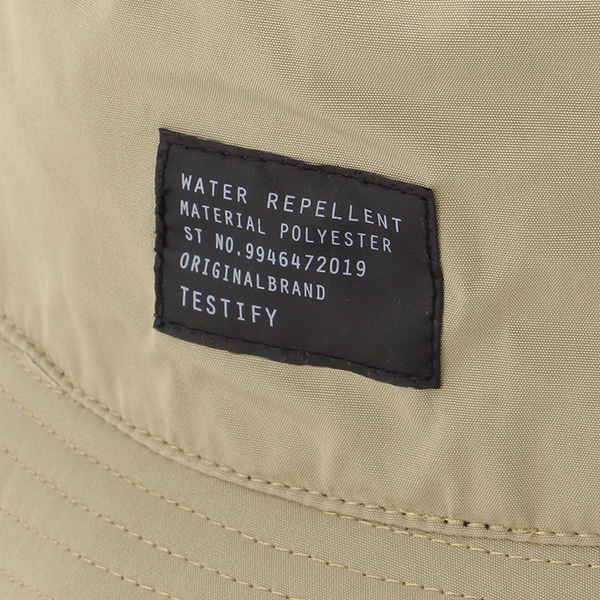 WATER REPELLENT
MATERIAL POLYESTER
ST NO.9946472019
ORIGINALBRAND
TESTIFY